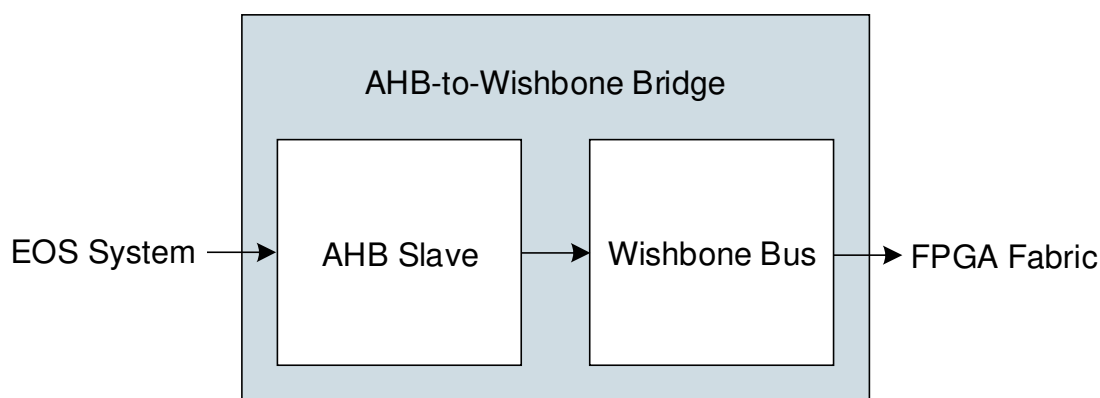 AHB-to-Wishbone Bridge
EOS System
AHB Slave
Wishbone Bus
FPGA Fabric